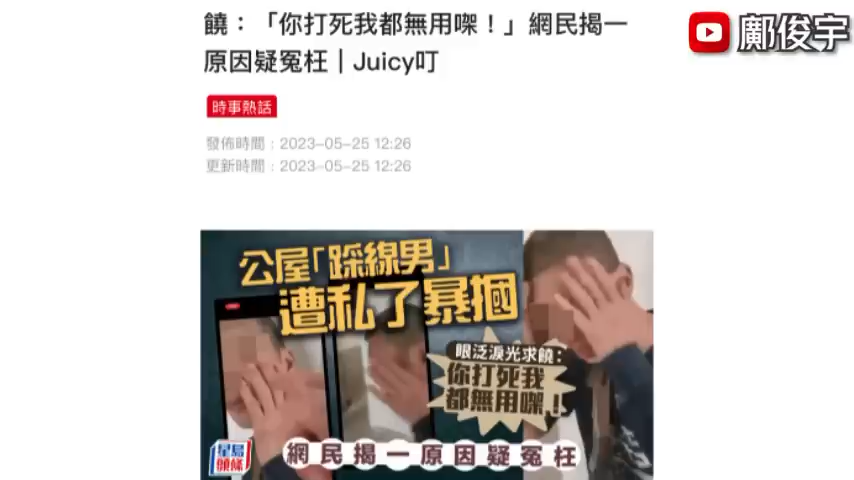 饒：「你打死我都無用㗎！」網民揭一
原因疑冤枉｜Juicy叮
鄺俊宇
時事熱話
發佈時間：2023-05-25 12:26
更新時間：2023-05-25 12:26
公屋「踩線男」
遭私了暴摑
眼泛淚光求饒：
你打死我
都無用㗎！
星島
頭條
網民揭一原因疑冤枉